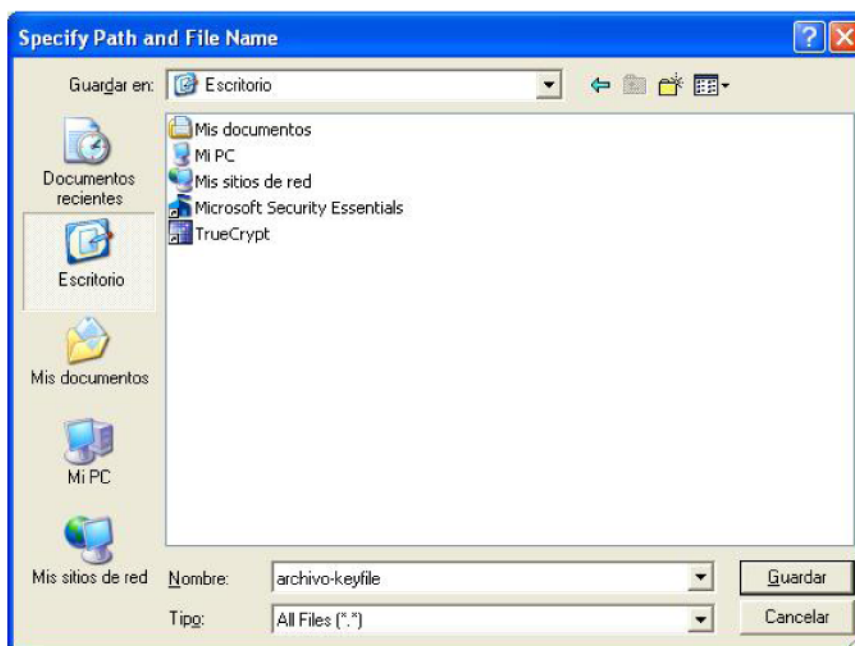 Specify Path and File Name
Guardar en: Escritorio
Mis documentos
Mi PC
Mis sitios de red
Microsoft Security Essentials
TrueCrypt
Documentos
recientes
Escritorio
Mis documentos
Mi PC
Mis sitios de red
Nombre: archivo-keyfile Guardar
Tipo: All Files (*.*) Cancelar